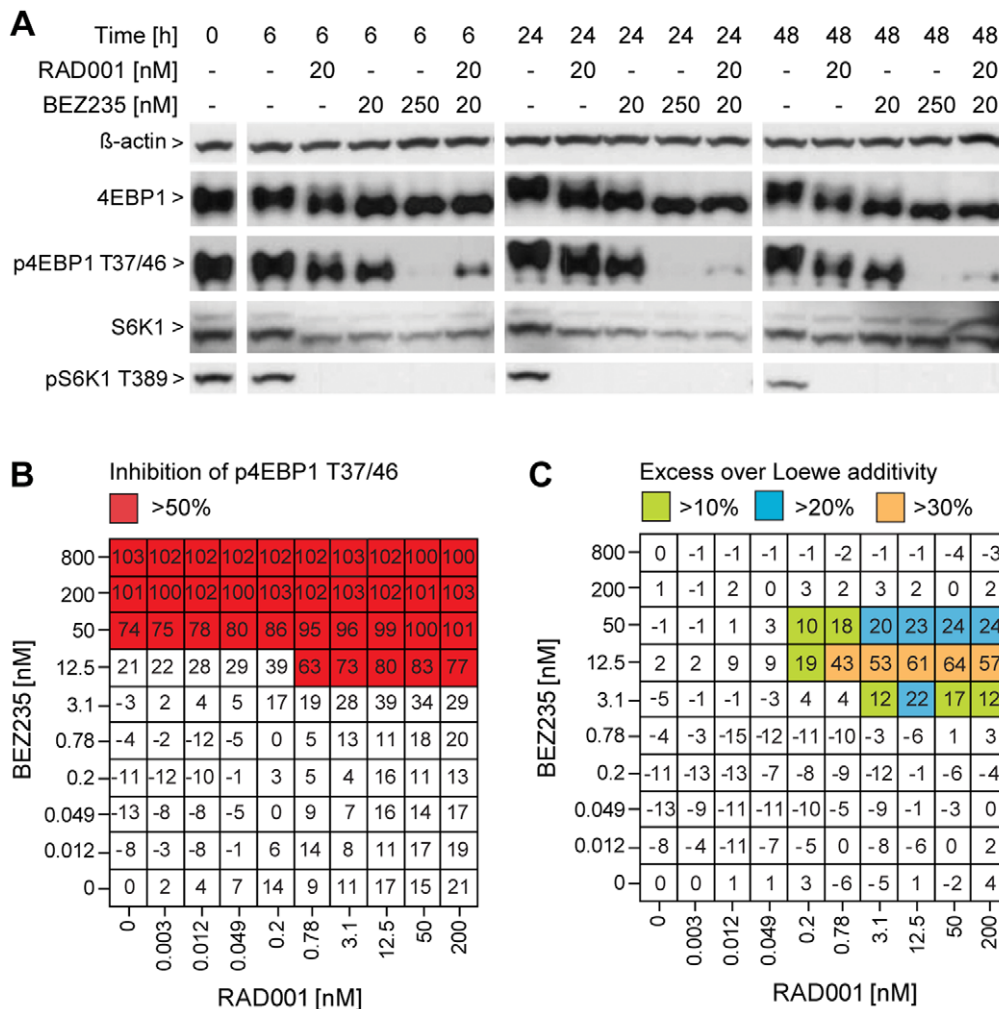 A
Time [h] 0 6 6 6 6 6 24 24 24 24 24 48 48 48 48 48
RAD001 [nM] - - 20 - - 20 - 20 - - 20 - 20 - - 20
BEZ235 [nM] - - - 20 250 20 - - 20 250 20 - - 20 250 20
ß-actin >
4EBP1 >
p4EBP1 T37/46 >
S6K1 >
pS6K1 T389 >
B
Inhibition of p4EBP1 T37/46
>50%
800 103 102 102 102 102 102 103 102 100 100
200 101 100 102 100 103 102 103 102 101 103
50 74 75 78 80 86 95 96 99 100 101
12.5 21 22 28 29 39 63 73 80 83 77
3.1 -3 2 4 5 17 19 28 39 34 29
0.78 -4 -2 -12 -5 0 5 13 11 18 20
0.2 -11 -12 -10 -1 3 5 4 16 11 13
0.049 -13 -8 -8 -5 0 9 7 16 14 17
0.012 -8 -3 -8 -1 6 14 8 11 17 19
0 0 2 4 7 14 9 11 17 15 21
BEZ235 [nM]
0 0.003 0.012 0.049 0.2 0.78 3.1 12.5 50 200
RAD001 [nM]
C
Excess over Loewe additivity
>10% >20% >30%
800 0 -1 -1 -1 -1 -2 -1 -1 -4 -3
200 1 -1 2 0 3 2 3 2 0 2
50 -1 -1 1 3 10 18 20 23 24 24
12.5 2 2 9 9 19 43 53 61 64 57
3.1 -5 -1 -1 -3 4 4 12 22 17 12
0.78 -4 -3 -15 -12 -11 -10 -3 -6 1 3
0.2 -11 -13 -13 -7 -8 -9 -12 -1 -6 -4
0.049 -13 -9 -11 -11 -10 -5 -9 -1 -3 0
0.012 -8 -4 -11 -7 -5 0 -8 -6 0 2
0 0 0 1 1 3 -6 -5 1 -2 4
BEZ235 [nM]
0 0.003 0.012 0.049 0.2 0.78 3.1 12.5 50 200
RAD001 [nM]